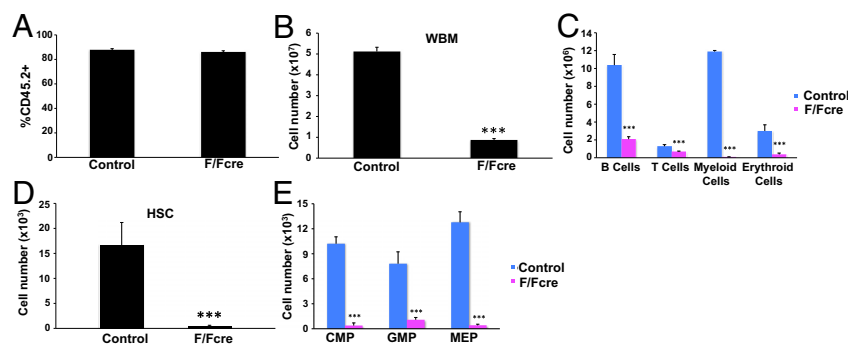 A
%CD45.2+
100
80
60
40
20
0
Control F/Fcre
B
WBM
Cell number (x10⁷)
6
5
4
3
2
1
0
***
Control F/Fcre
C
Cell number (x10⁶)
12
10
8
6
4
2
0
*** *** *** ***
B Cells T Cells Myeloid Cells Erythroid Cells
Control
F/Fcre
D
HSC
Cell number (x10³)
25
20
15
10
5
0
***
Control F/Fcre
E
Cell number (x10³)
15
12
9
6
3
0
*** *** ***
CMP GMP MEP
Control
F/Fcre